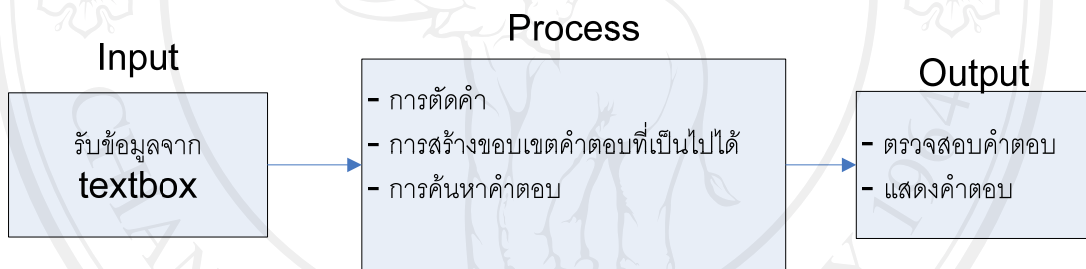 Input
รับข้อมูลจาก
textbox
Process
- การตัดคำ
- การสร้างขอบเขตคำตอบที่เป็นไปได้
- การค้นหาคำตอบ
Output
- ตรวจสอบคำตอบ
- แสดงคำตอบ